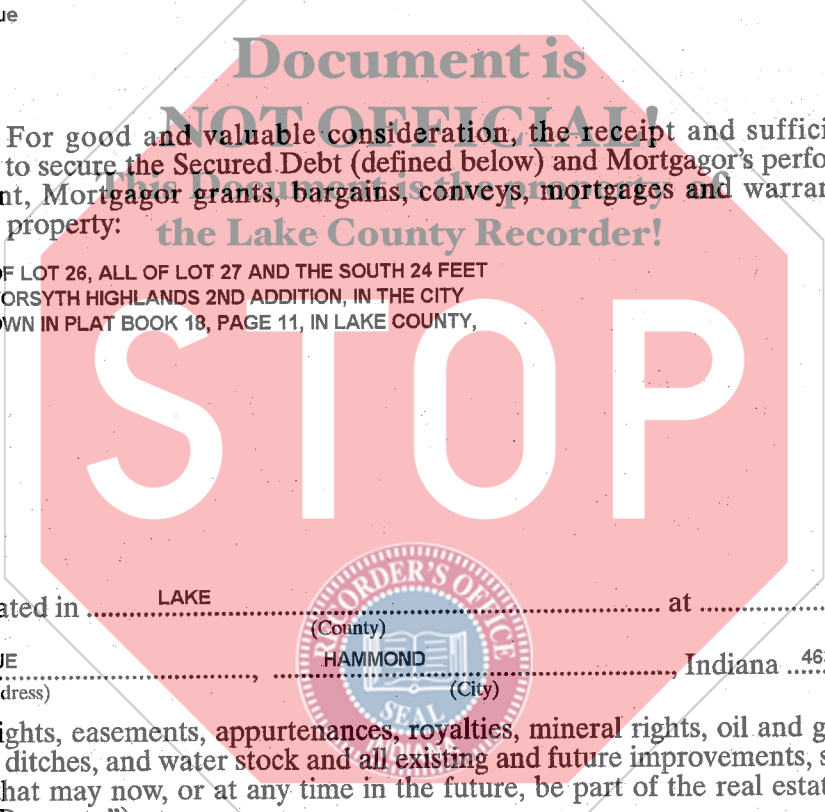 ue
Document is
NOT OFFICIAL!
For good and valuable consideration, the receipt and suffici
to secure the Secured Debt (defined below) and Mortgagor's perfo
This Document is the property of
nt, Mortgagor grants, bargains, conveys, mortgages and warran
property:
the Lake County Recorder!
F LOT 26, ALL OF LOT 27 AND THE SOUTH 24 FEET
ORSYTH HIGHLANDS 2ND ADDITION, IN THE CITY
OWN IN PLAT BOOK 18, PAGE 11, IN LAKE COUNTY,
STOP
ated in ........ LAKE ........ at ........
(County)
RECORDER'S OFFICE
UE ........, ........ HAMMOND ........, Indiana .....463
dress) (City)
SEAL
INDIANA
ights, easements, appurtenances, royalties, mineral rights, oil and g
ditches, and water stock and all existing and future improvements, s
hat may now, or at any time in the future, be part of the real estat